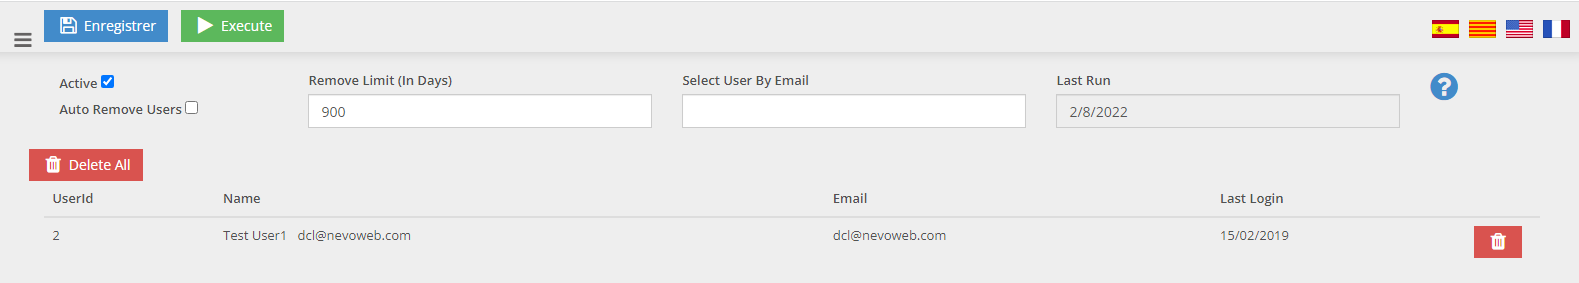 Enregistrer Execute
Active Remove Limit (In Days) Select User By Email Last Run ?
Auto Remove Users 900 2/8/2022
Delete All
UserId Name Email Last Login
2 Test User1 dcl@nevoweb.com dcl@nevoweb.com 15/02/2019